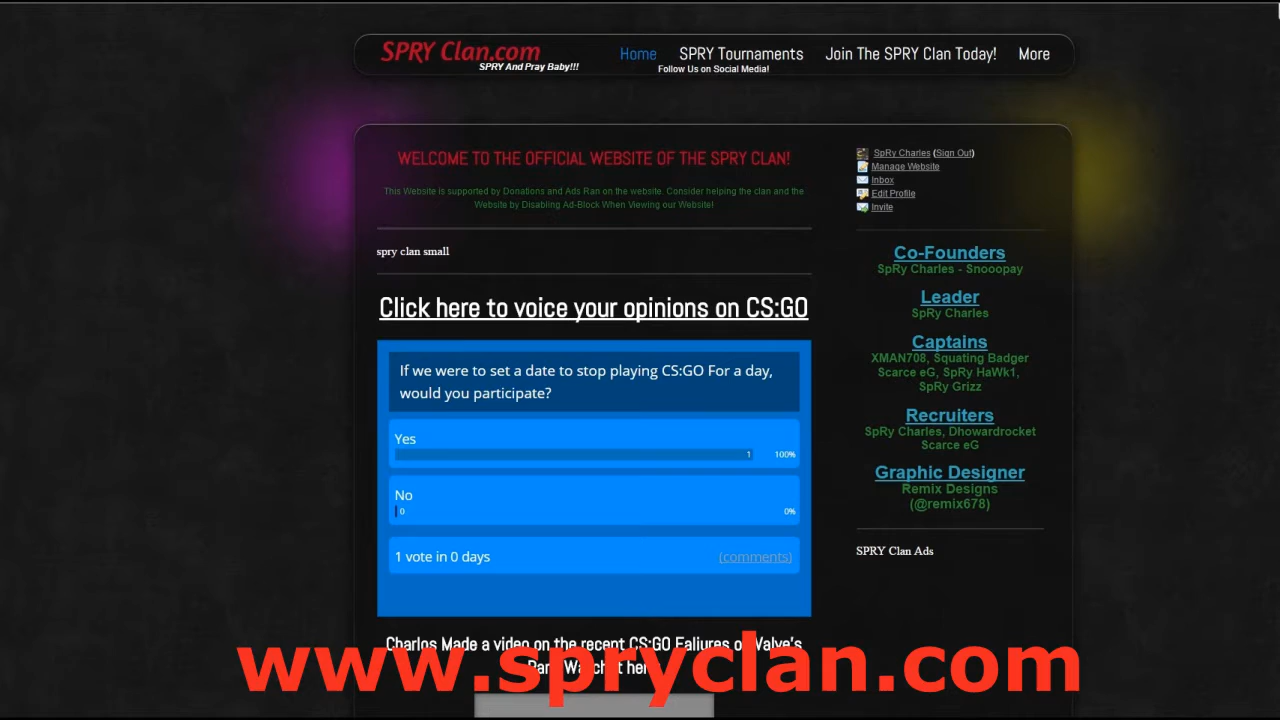 SPRY Clan.com
SPRY And Pray Baby!!!
Home
SPRY Tournaments
Join The SPRY Clan Today!
More
Follow Us on Social Media!
WELCOME TO THE OFFICIAL WEBSITE OF THE SPRY CLAN!
This Website is supported by Donations and Ads Ran on the website. Consider helping the clan and the
Website by Disabling Ad-Block When Viewing our Website!
spry clan small
Click here to voice your opinions on CS:GO
If we were to set a date to stop playing CS:GO For a day,
would you participate?
Yes
1 100%
No
0 0%
1 vote in 0 days (comments)
Charles Made a video on the recent CS:GO Faliures on Valve's
www.spryclan.com
SpRy Charles (Sign Out)
Manage Website
Inbox
Edit Profile
Invite
Co-Founders
SpRy Charles - Snooopay
Leader
SpRy Charles
Captains
XMAN708, Squating Badger
Scarce eG, SpRy HaWk1,
SpRy Grizz
Recruiters
SpRy Charles, Dhowardrocket
Scarce eG
Graphic Designer
Remix Designs
(@remix678)
SPRY Clan Ads